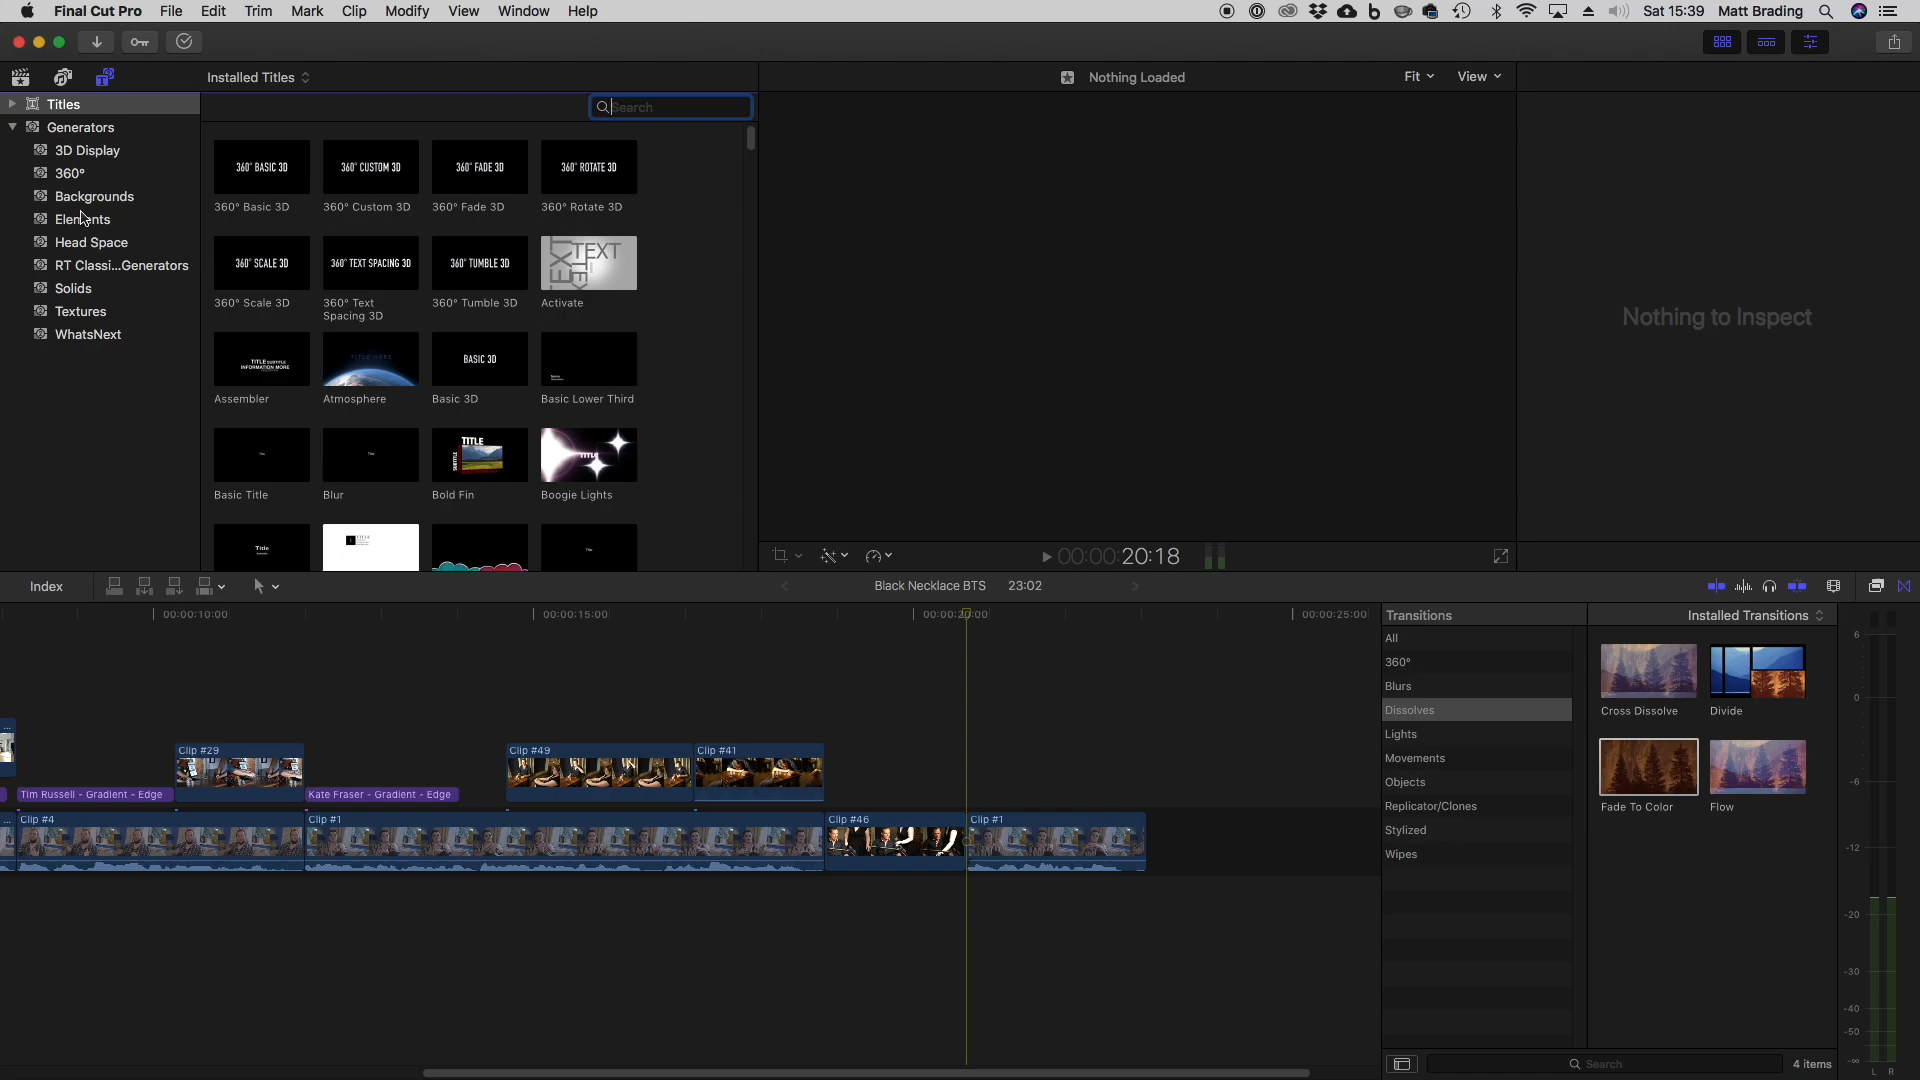 Final Cut Pro File Edit Trim Mark Clip Modify View Window Help
Sat 15:39 Matt Brading
Installed Titles
Nothing Loaded
Fit View
Titles
Generators
3D Display
360°
Backgrounds
Elements
Head Space
RT Classi...Generators
Solids
Textures
WhatsNext
Search
360° BASIC 3D 360° CUSTOM 3D 360° FADE 3D 360° ROTATE 3D
360° Basic 3D 360° Custom 3D 360° Fade 3D 360° Rotate 3D
360° SCALE 3D 360° TEXT SPACING 3D 360° TUMBLE 3D TEXT
360° Scale 3D 360° Text Spacing 3D 360° Tumble 3D Activate
TITLE SUBTITLE
INFORMATION MORE
TITLE HERE
BASIC 3D
Assembler Atmosphere Basic 3D Basic Lower Third
Title Title TITLE SUBTITLE TITLE
Basic Title Blur Bold Fin Boogie Lights
Title
TITLE
Title
Nothing to Inspect
00:00:20:18
Index
Black Necklace BTS 23:02
00:00:10:00 00:00:15:00 00:00:20:00 00:00:25:00
Clip #29 Clip #49 Clip #41
Tim Russell - Gradient - Edge Kate Fraser - Gradient - Edge
Clip #4 Clip #1 Clip #46 Clip #1
Transitions
All
360°
Blurs
Dissolves
Lights
Movements
Objects
Replicator/Clones
Stylized
Wipes
Installed Transitions
Cross Dissolve Divide
Fade To Color Flow
Search
4 items
6
0
-6
-12
-20
-30
-40
-50
-∞
L R